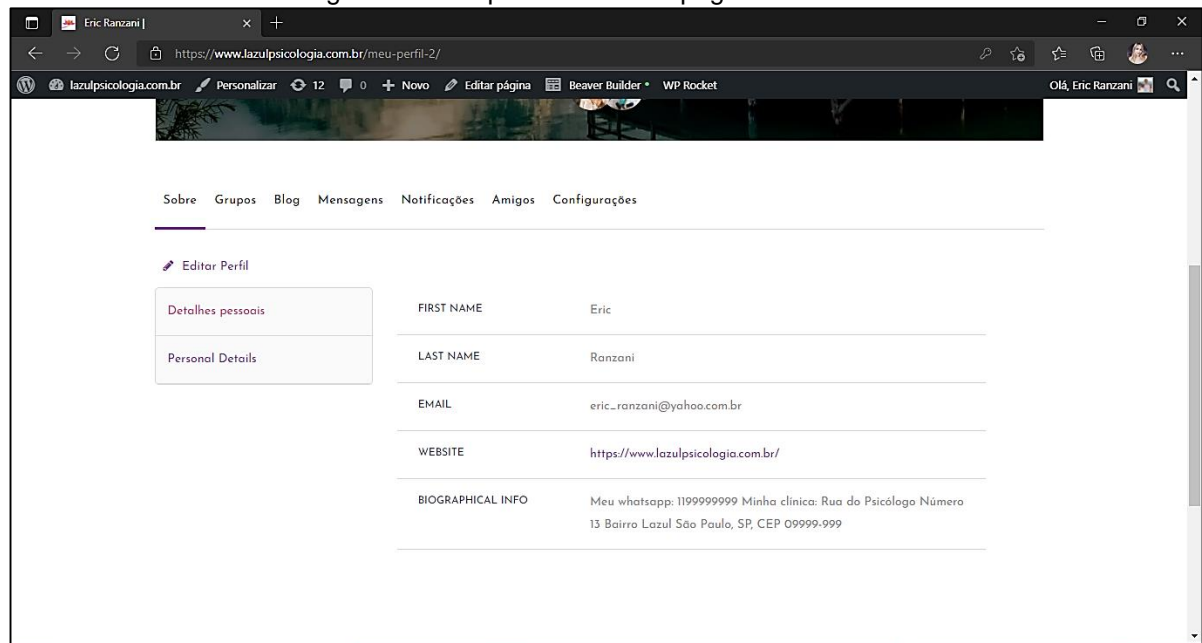 Eric Ranzani |
https://www.lazulpsicologia.com.br/meu-perfil-2/
lazulpsicologia.com.br Personalizar 12 0 + Novo Editar página Beaver Builder • WP Rocket Olá, Eric Ranzani
Sobre Grupos Blog Mensagens Notificações Amigos Configurações
Editar Perfil
Detalhes pessoais
Personal Details
FIRST NAME Eric
LAST NAME Ranzani
EMAIL eric_ranzani@yahoo.com.br
WEBSITE https://www.lazulpsicologia.com.br/
BIOGRAPHICAL INFO Meu whatsapp: 1199999999 Minha clínica: Rua do Psicólogo Número
13 Bairro Lazul São Paulo, SP, CEP 09999-999